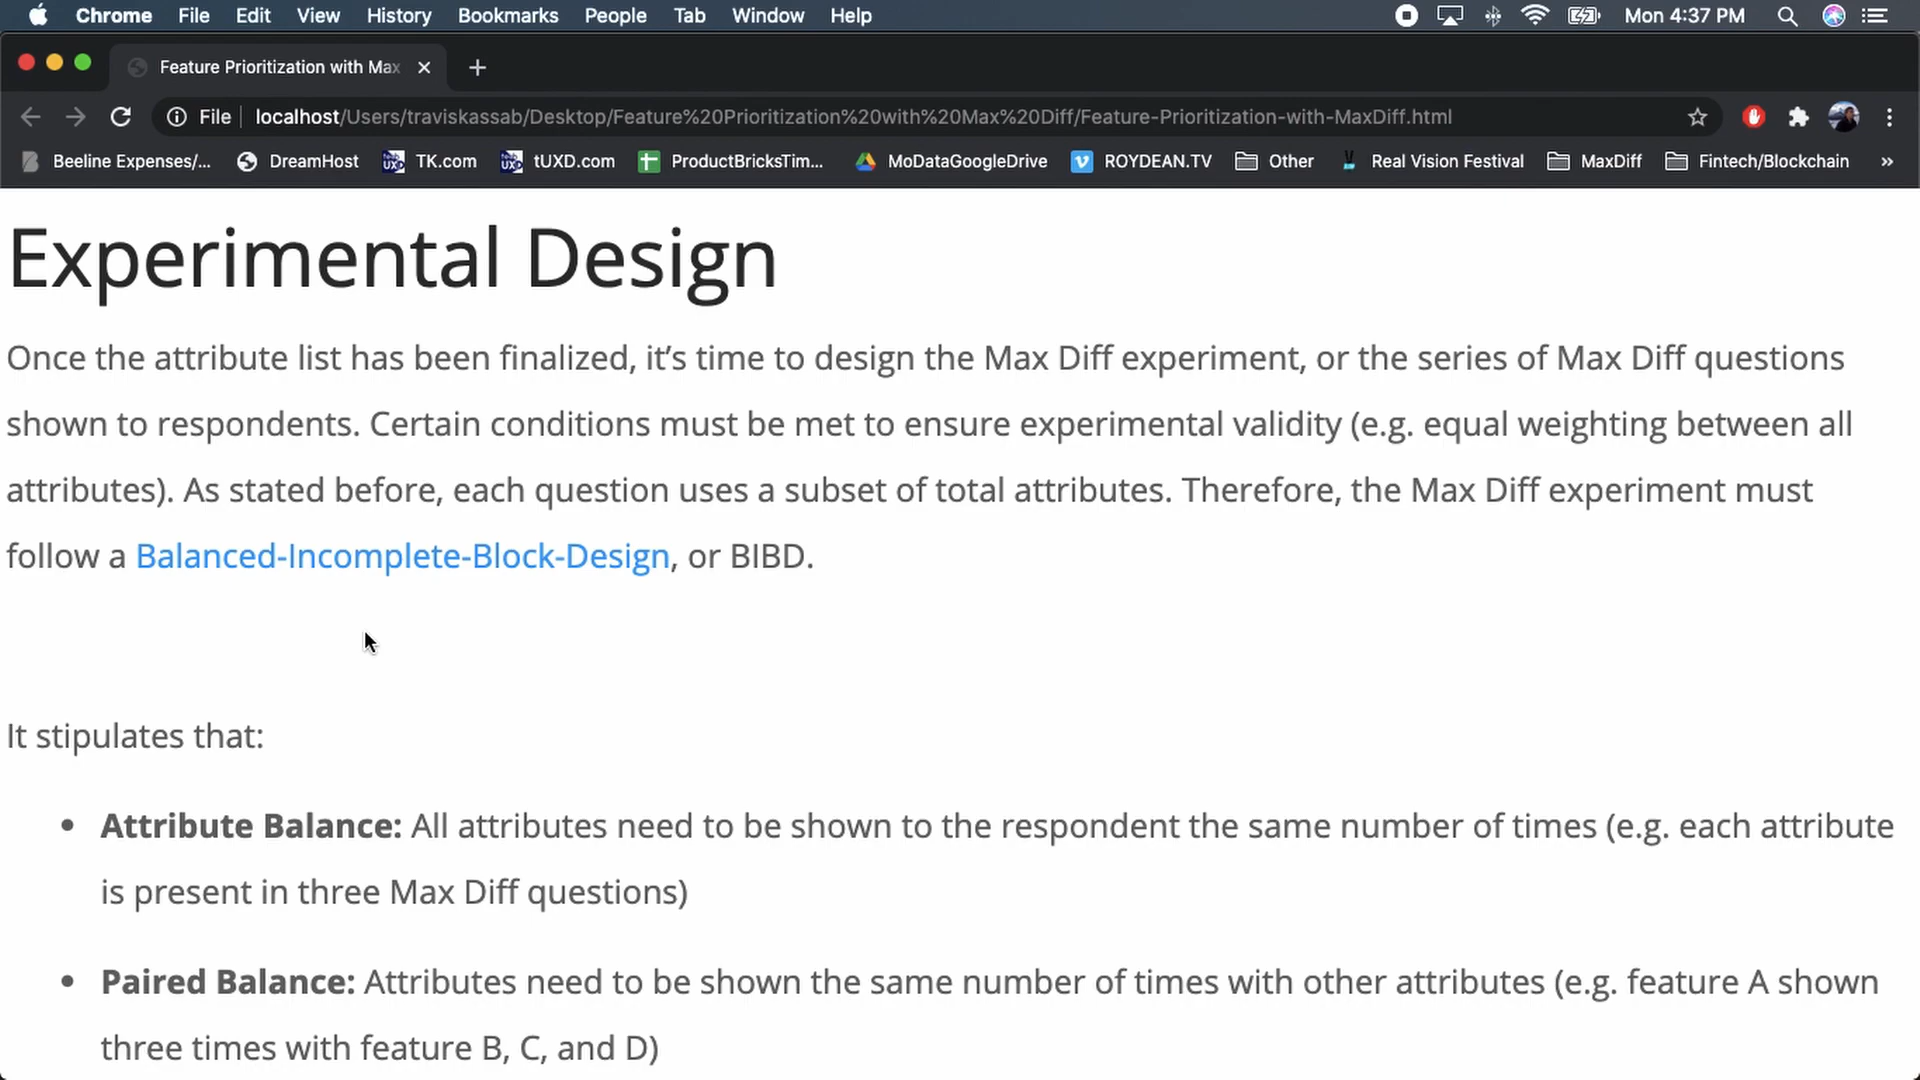 Chrome File Edit View History Bookmarks People Tab Window Help Mon 4:37 PM
Feature Prioritization with Max
File localhost/Users/traviskassab/Desktop/Feature%20Prioritization%20with%20Max%20Diff/Feature-Prioritization-with-MaxDiff.html
Beeline Expenses/... DreamHost TK.com tUXD.com ProductBricksTim... MoDataGoogleDrive ROYDEAN.TV Other Real Vision Festival MaxDiff Fintech/Blockchain »
Experimental Design
Once the attribute list has been finalized, it’s time to design the Max Diff experiment, or the series of Max Diff questions
shown to respondents. Certain conditions must be met to ensure experimental validity (e.g. equal weighting between all
attributes). As stated before, each question uses a subset of total attributes. Therefore, the Max Diff experiment must
follow a Balanced-Incomplete-Block-Design, or BIBD.
It stipulates that:
• Attribute Balance: All attributes need to be shown to the respondent the same number of times (e.g. each attribute
is present in three Max Diff questions)
• Paired Balance: Attributes need to be shown the same number of times with other attributes (e.g. feature A shown
three times with feature B, C, and D)